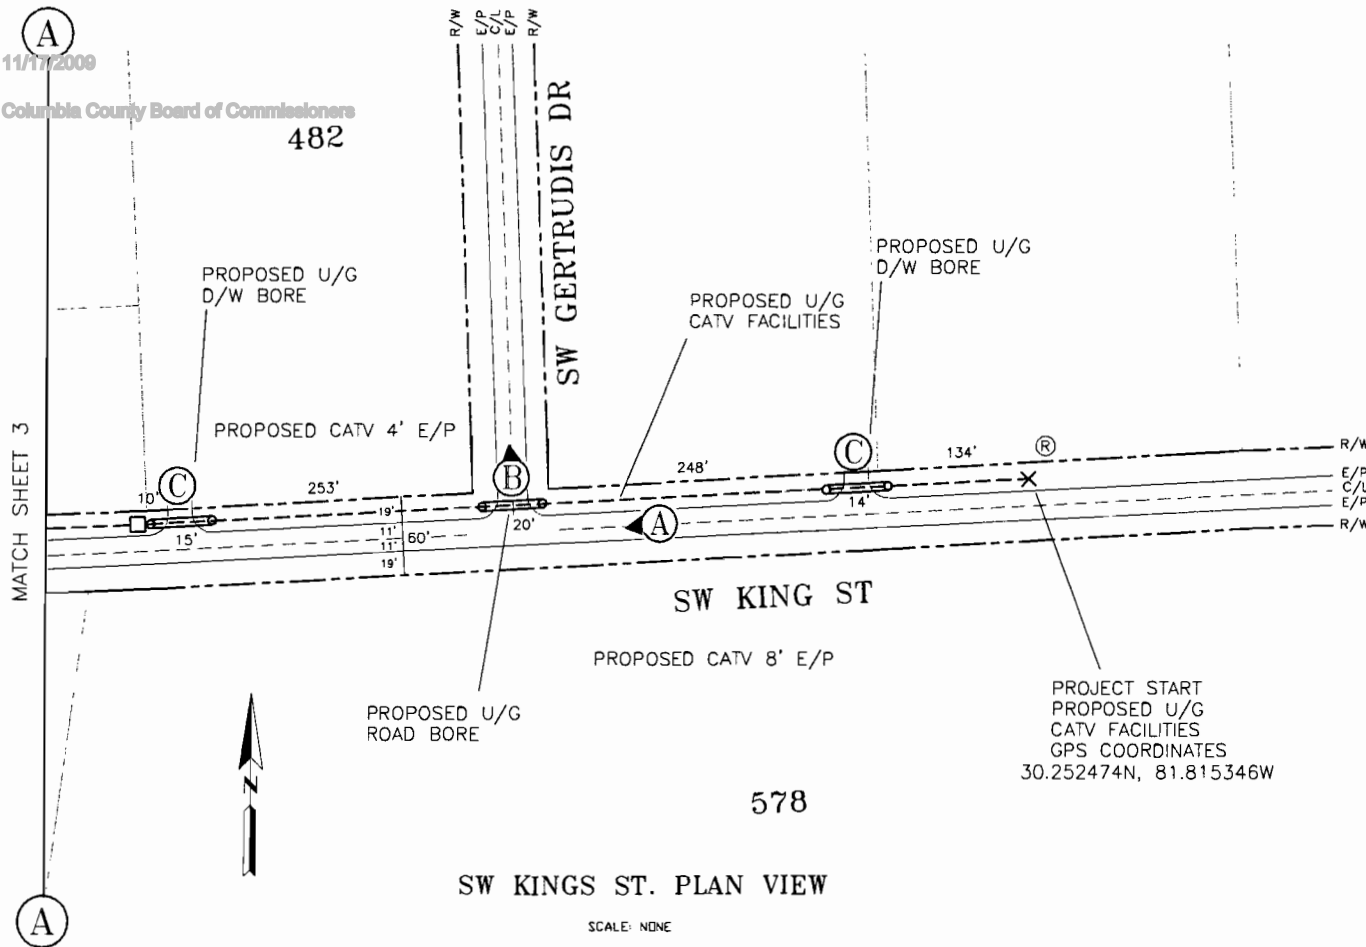 A
11/17/2009
Columbia County Board of Commissioners
482
R/W
E/P
C/L
E/P
R/W
SW GERTRUDIS DR
PROPOSED U/G
D/W BORE
PROPOSED U/G
D/W BORE
PROPOSED U/G
CATV FACILITIES
PROPOSED CATV 4' E/P
MATCH SHEET 3
10'
C
253'
B
248'
C
134'
R
R/W
E/P
C/L
E/P
R/W
15'
19'
11'
11'
19'
60'
20'
A
14'
SW KING ST
PROPOSED CATV 8' E/P
PROPOSED U/G
ROAD BORE
PROJECT START
PROPOSED U/G
CATV FACILITIES
GPS COORDINATES
30.252474N, 81.815346W
N
578
SW KINGS ST. PLAN VIEW
SCALE: NONE
A